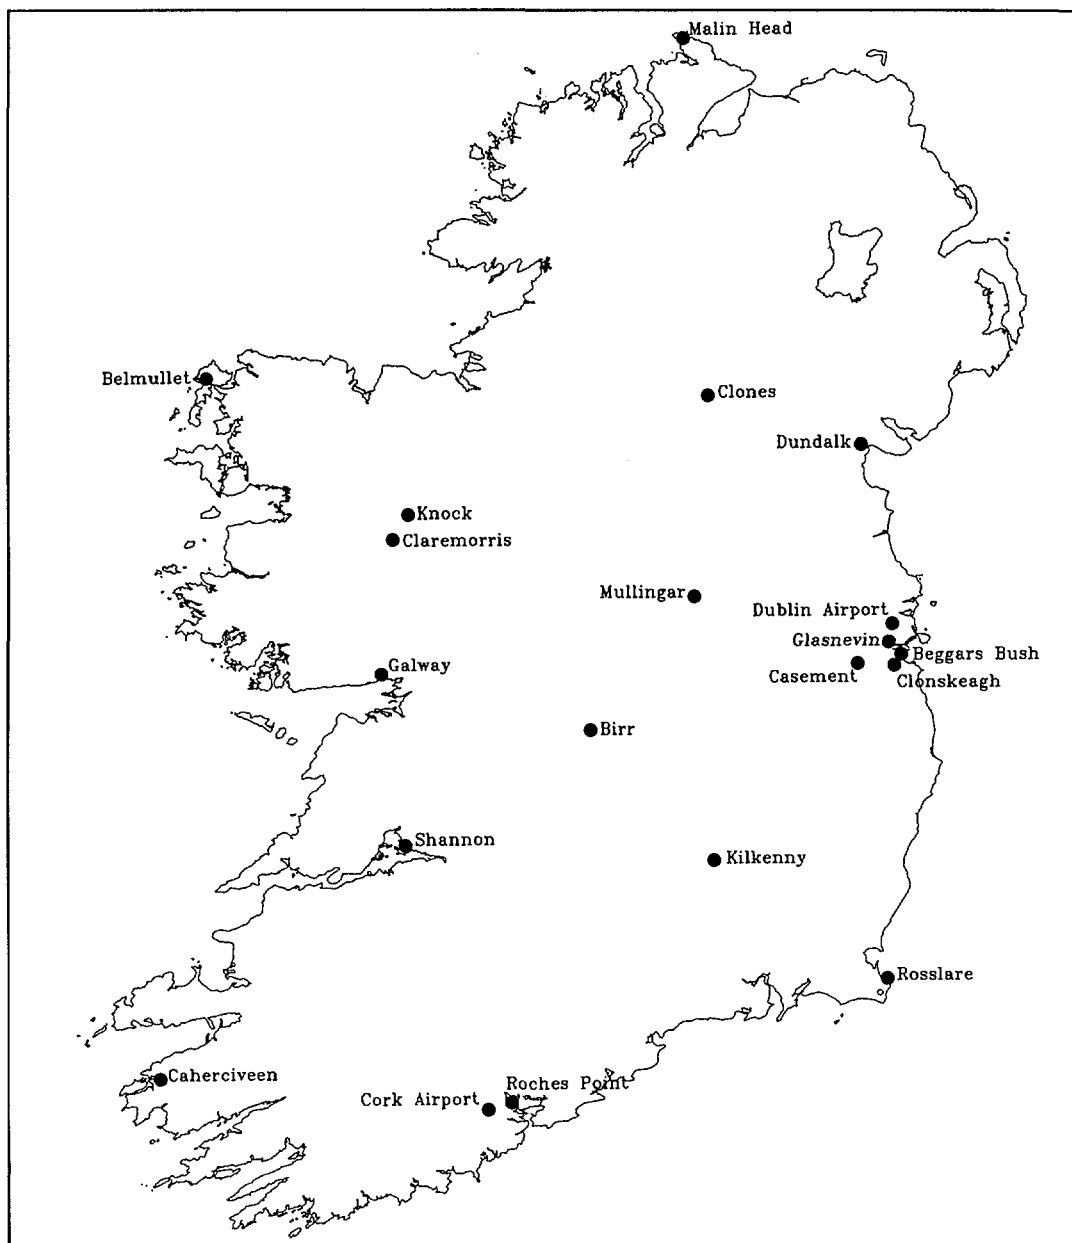 Malin Head
Belmullet
Clones
Dundalk
Knock
Claremorris
Mullingar
Dublin Airport
Glasnevin
Beggars Bush
Casement
Clonskeagh
Galway
Birr
Shannon
Kilkenny
Rosslare
Caherciveen
Roches Point
Cork Airport